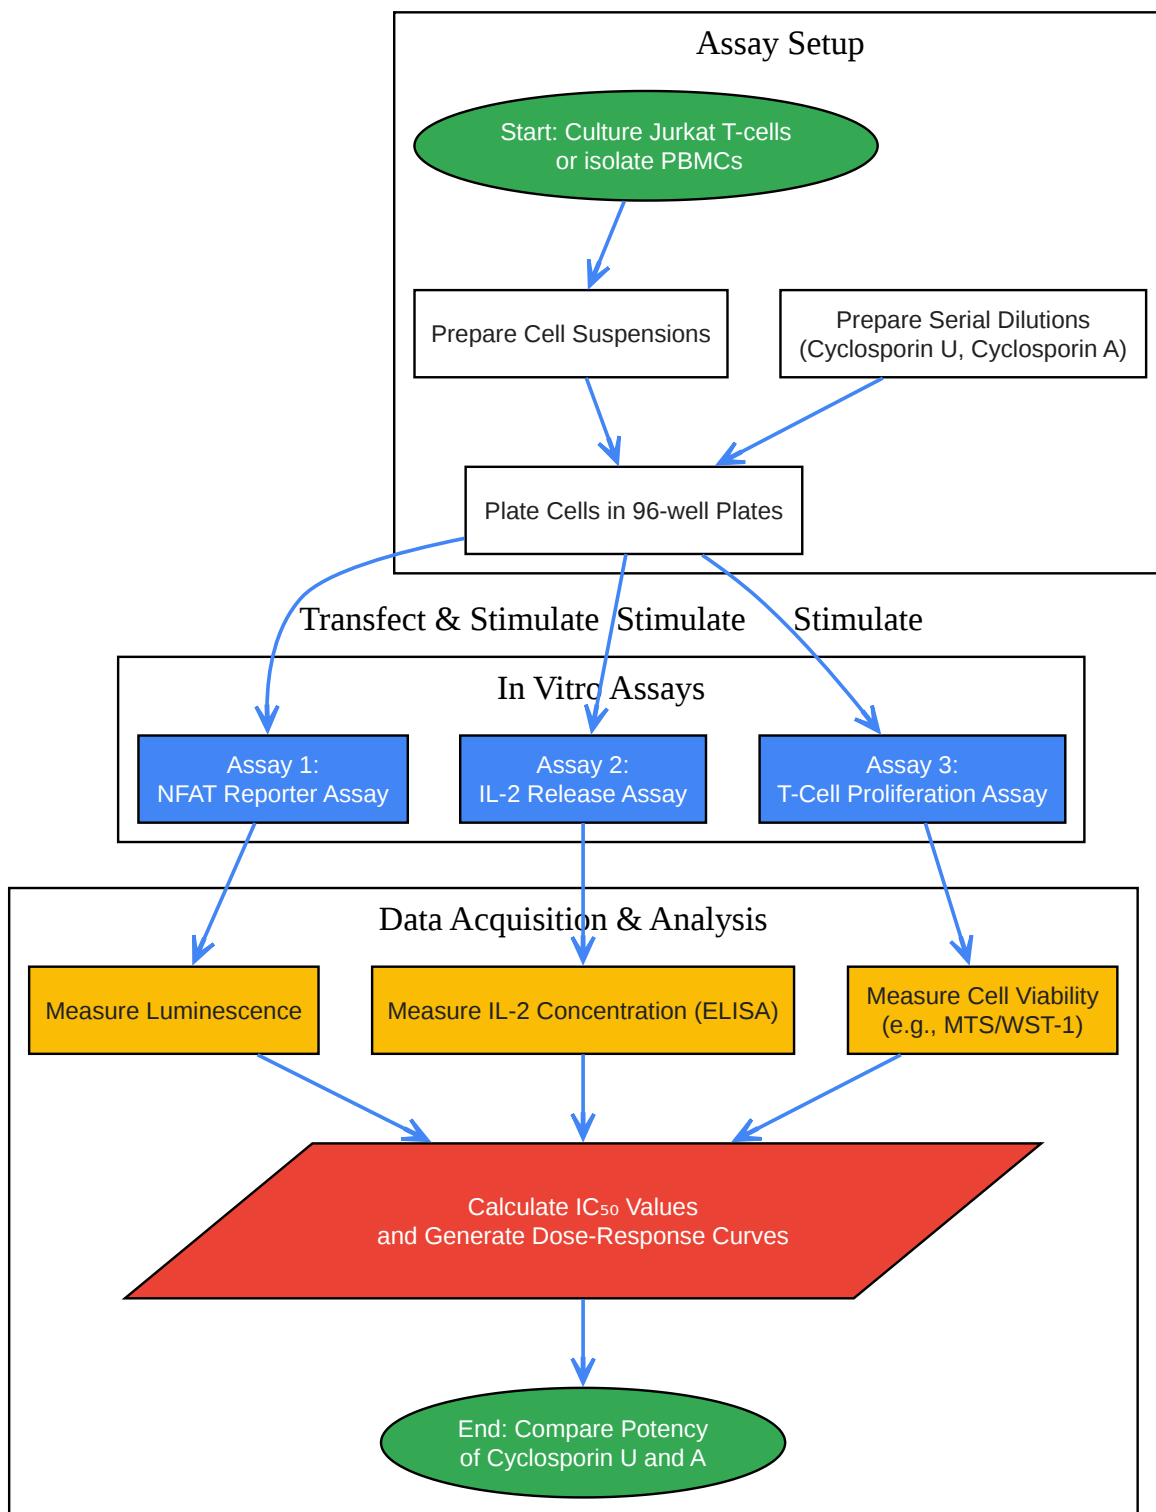 Assay Setup
Start: Culture Jurkat T-cells
or isolate PBMCs
Prepare Cell Suspensions
Prepare Serial Dilutions
(Cyclosporin U, Cyclosporin A)
Plate Cells in 96-well Plates
Transfect & Stimulate
Stimulate
Stimulate
In Vitro Assays
Assay 1:
NFAT Reporter Assay
Assay 2:
IL-2 Release Assay
Assay 3:
T-Cell Proliferation Assay
Data Acquisition & Analysis
Measure Luminescence
Measure IL-2 Concentration (ELISA)
Measure Cell Viability
(e.g., MTS/WST-1)
Calculate IC₅₀ Values
and Generate Dose-Response Curves
End: Compare Potency
of Cyclosporin U and A